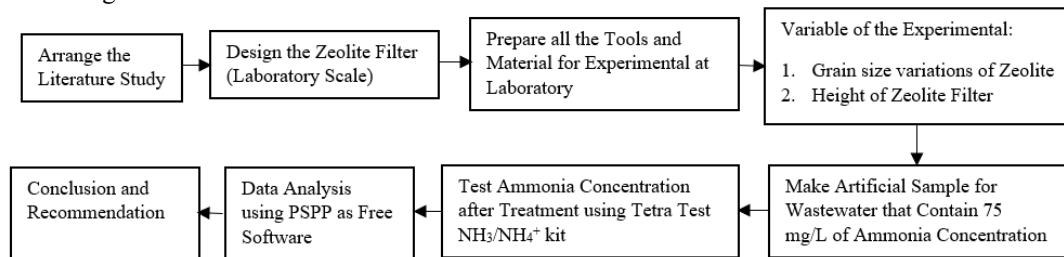 Arrange the
Literature Study
Design the Zeolite Filter
(Laboratory Scale)
Prepare all the Tools and
Material for Experimental at
Laboratory
Variable of the Experimental:
1. Grain size variations of Zeolite
2. Height of Zeolite Filter
Make Artificial Sample for
Wastewater that Contain 75
mg/L of Ammonia Concentration
Test Ammonia Concentration
after Treatment using Tetra Test
NH₃/NH₄⁺ kit
Data Analysis
using PSPP as Free
Software
Conclusion and
Recommendation